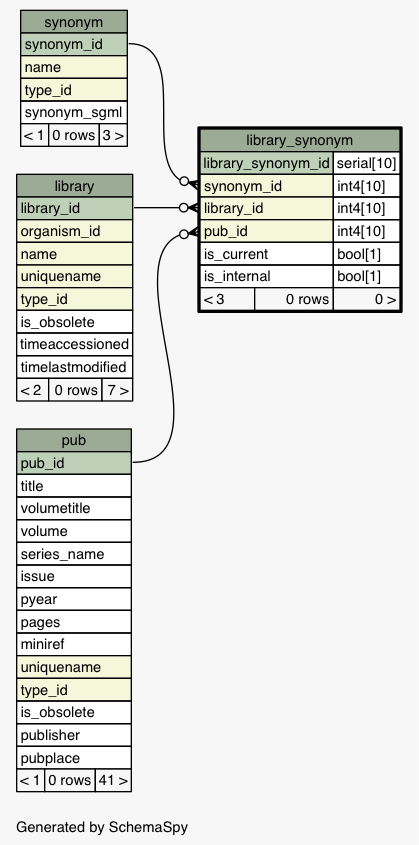 synonym
synonym_id
name
type_id
synonym_sgml
< 1 0 rows 3 >
library_synonym
library_synonym_id serial[10]
synonym_id int4[10]
library_id int4[10]
pub_id int4[10]
is_current bool[1]
is_internal bool[1]
< 3 0 rows 0 >
library
library_id
organism_id
name
uniquename
type_id
is_obsolete
timeaccessioned
timelastmodified
< 2 0 rows 7 >
pub
pub_id
title
volumetitle
volume
series_name
issue
pyear
pages
miniref
uniquename
type_id
is_obsolete
publisher
pubplace
< 1 0 rows 41 >
Generated by SchemaSpy